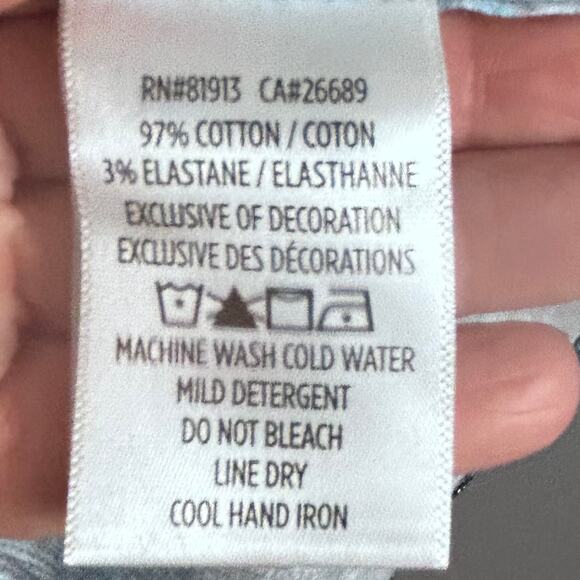 RN#81913 CA#26689
97% COTTON / COTON
3% ELASTANE / ELASTHANNE
EXCLUSIVE OF DECORATION
EXCLUSIVE DES DÉCORATIONS
MACHINE WASH COLD WATER
MILD DETERGENT
DO NOT BLEACH
LINE DRY
COOL HAND IRON